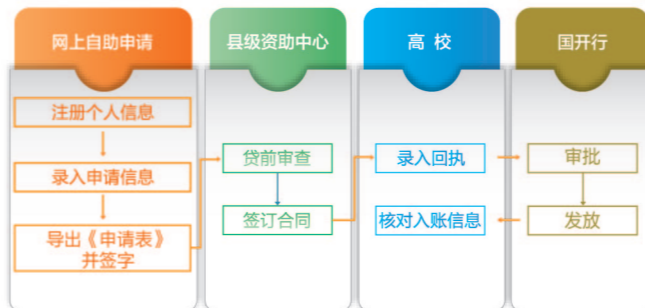 网上自助申请
县级资助中心
高 校
国开行
注册个人信息
录入申请信息
导出《申请表》
并签字
贷前审查
签订合同
录入回执
核对入账信息
审批
发放